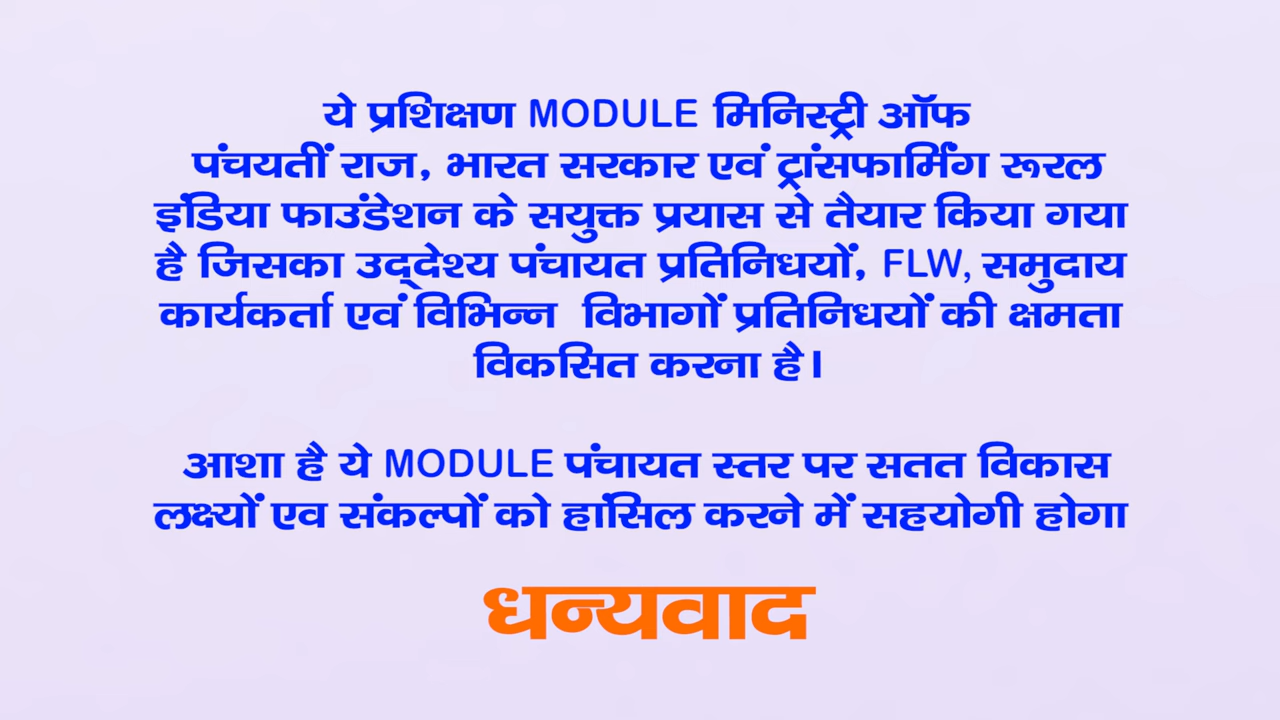 ये प्रशिक्षण MODULE मिनिस्ट्री ऑफ
पंचयतीं राज, भारत सरकार एवं ट्रांसफार्मिंग रूरल
इंडिया फाउंडेशन के सयुक्त प्रयास से तैयार किया गया
है जिसका उद्देश्य पंचायत प्रतिनिधयों, FLW, समुदाय
कार्यकर्ता एवं विभिन्न विभागों प्रतिनिधयों की क्षमता
विकसित करना है।
आशा है ये MODULE पंचायत स्तर पर सतत विकास
लक्ष्यों एव संकल्पों को हांसिल करने में सहयोगी होगा
धन्यवाद